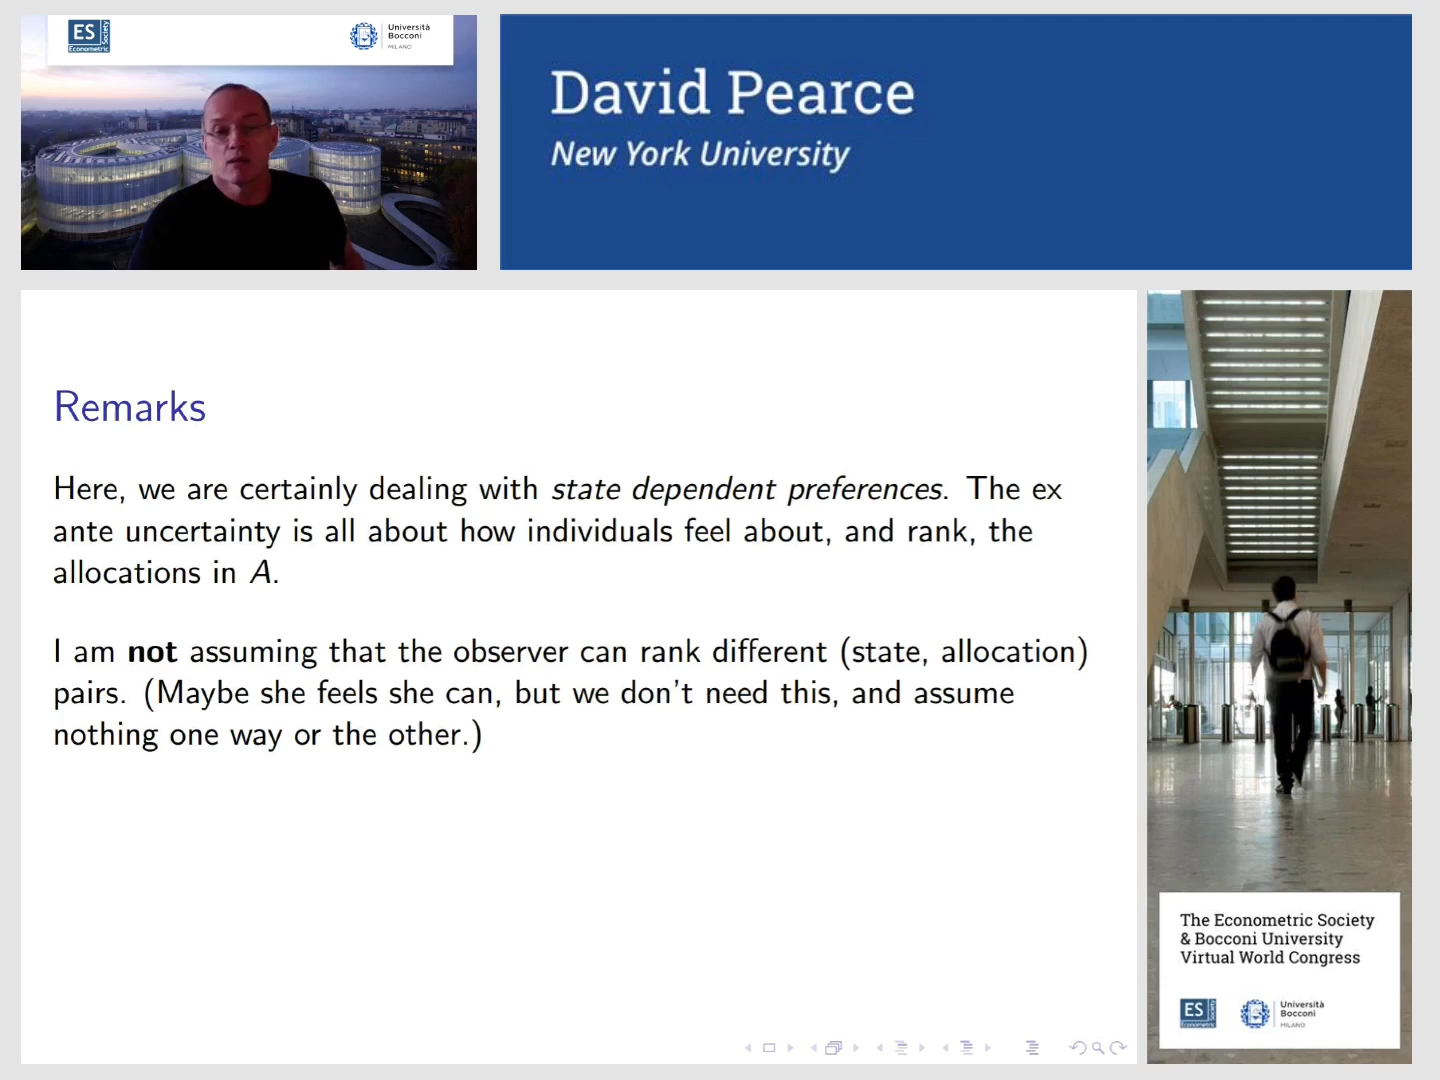 ES
Econometric
Society
Università
Bocconi
MILANO
David Pearce
New York University
Remarks
Here, we are certainly dealing with state dependent preferences. The ex
ante uncertainty is all about how individuals feel about, and rank, the
allocations in A.
I am not assuming that the observer can rank different (state, allocation)
pairs. (Maybe she feels she can, but we don't need this, and assume
nothing one way or the other.)
The Econometric Society
& Bocconi University
Virtual World Congress
ES
Econometric
Society
Università
Bocconi
MILANO